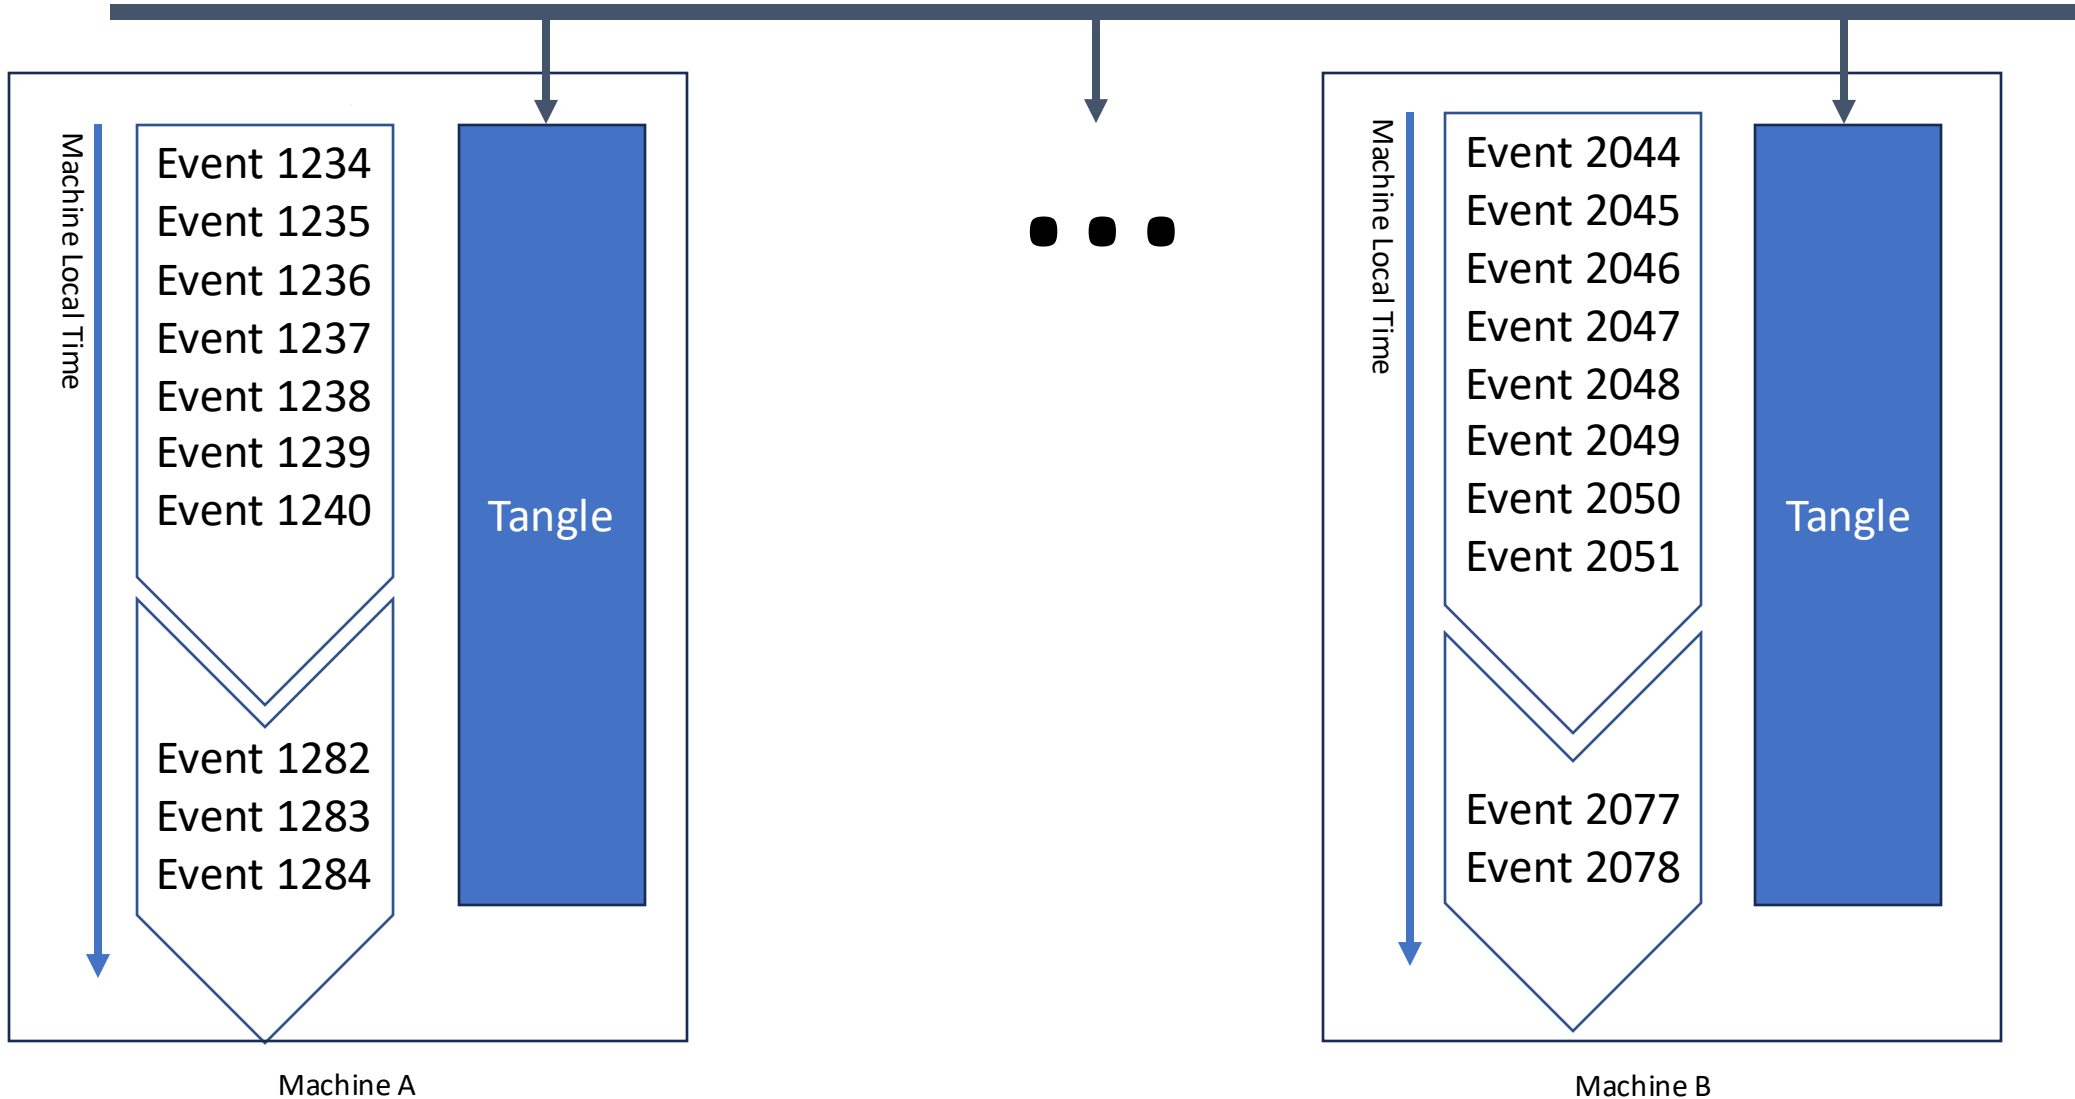 Machine Local Time
Event 1234
Event 1235
Event 1236
Event 1237
Event 1238
Event 1239
Event 1240
Event 1282
Event 1283
Event 1284
Tangle
Machine A
Machine Local Time
Event 2044
Event 2045
Event 2046
Event 2047
Event 2048
Event 2049
Event 2050
Event 2051
Event 2077
Event 2078
Tangle
Machine B